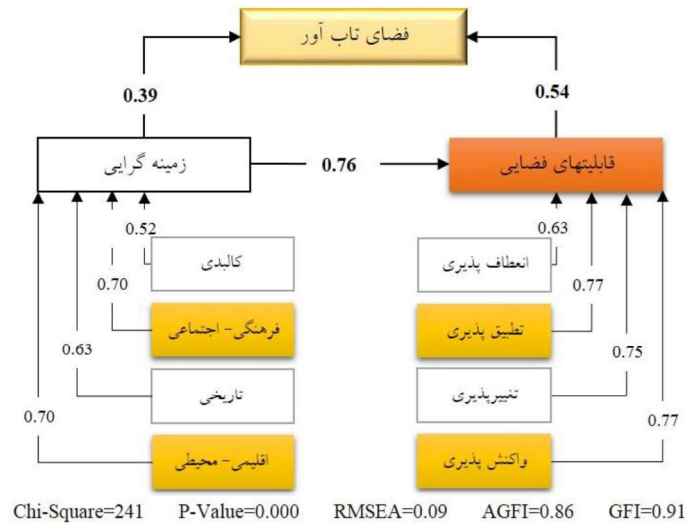 فضای تاب آور
0.39
0.54
زمینه گرایی
0.76
قابلیتهای فضایی
0.52
0.63
کالبدی
انعطاف پذیری
0.70
0.77
فرهنگی- اجتماعی
تطبیق پذیری
0.63
0.75
تاریخی
تغییرپذیری
0.70
0.77
اقلیمی- محیطی
واکنش پذیری
Chi-Square=241 P-Value=0.000 RMSEA=0.09 AGFI=0.86 GFI=0.91